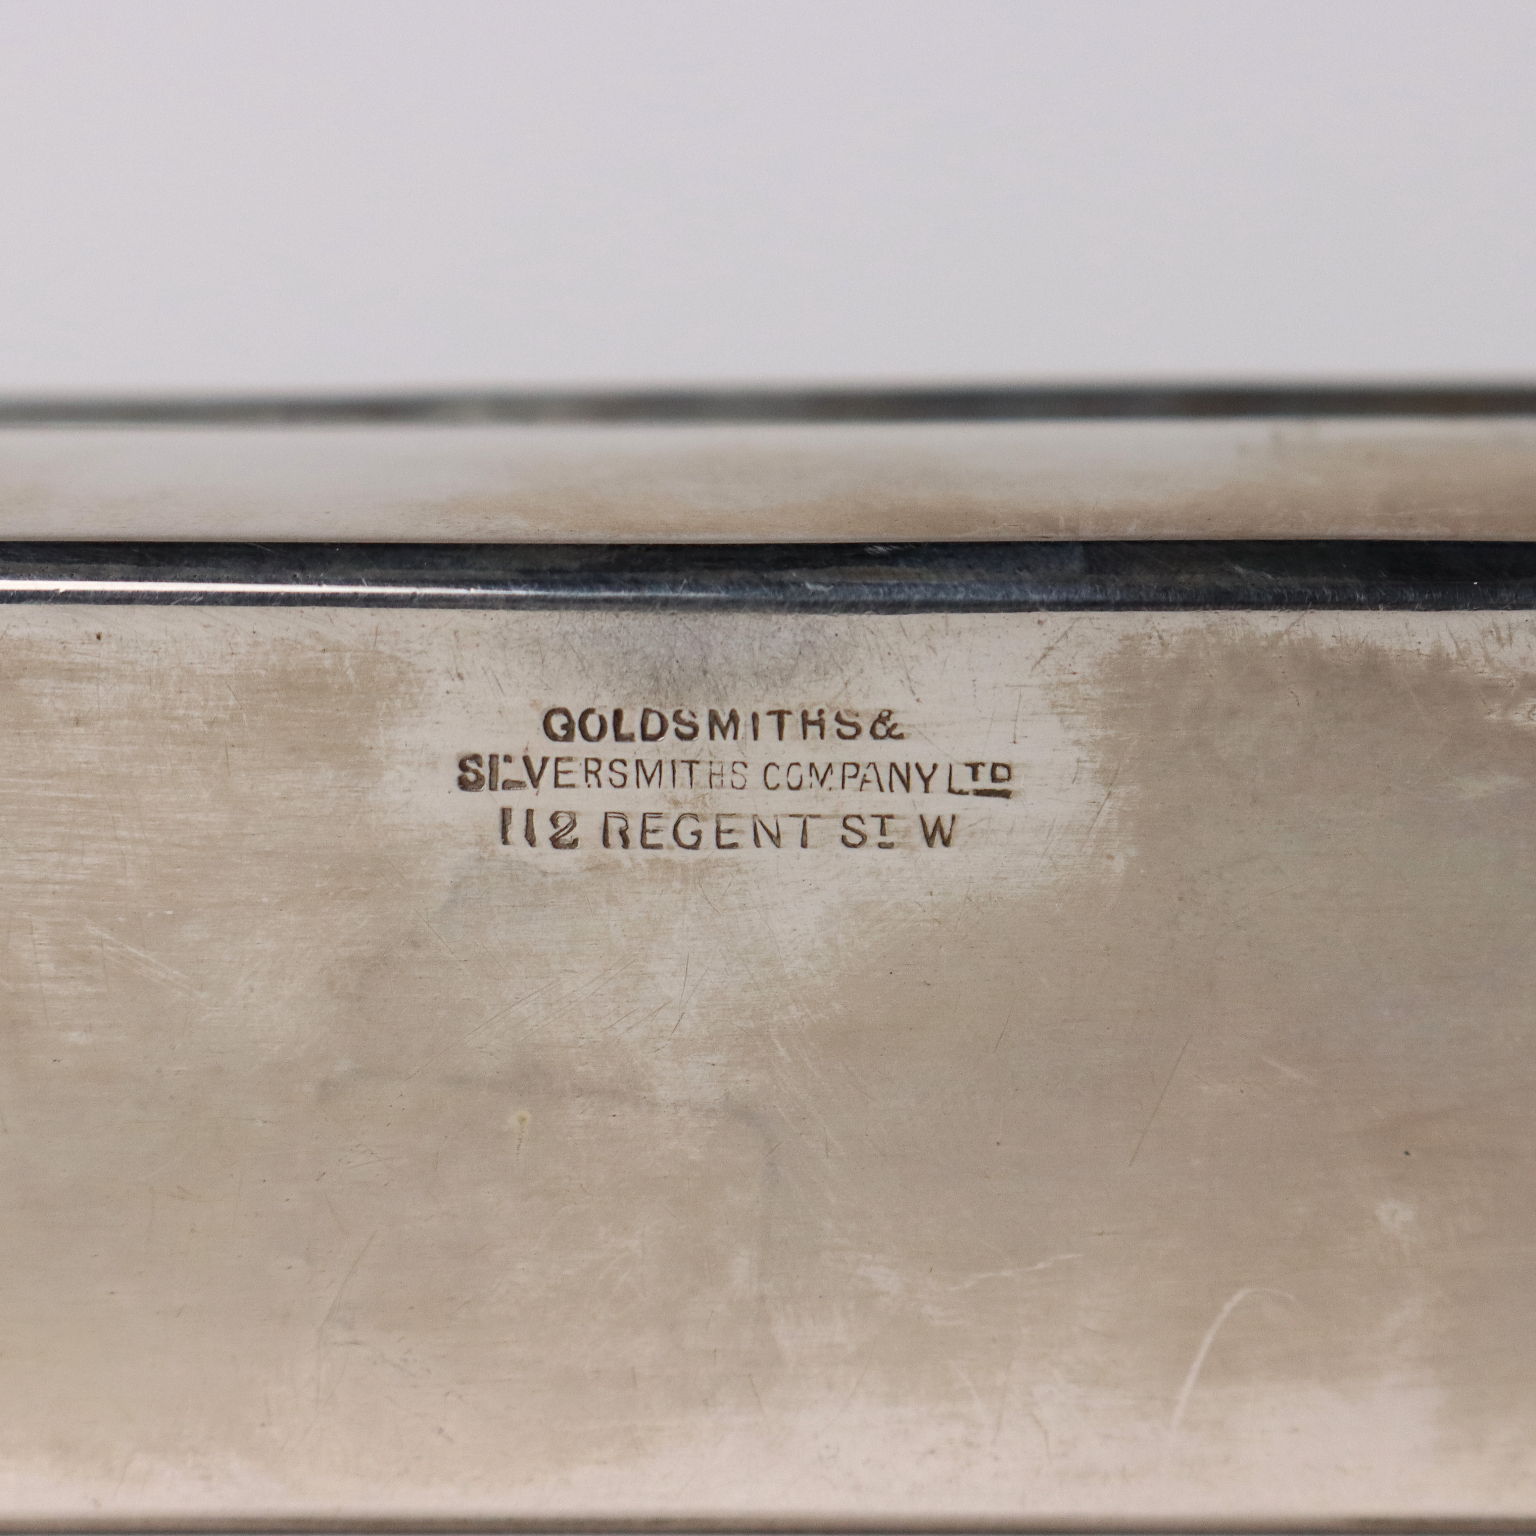 GOLDSMITHS &
SILVERSMITHS COMPANY LTD
112 REGENT ST W